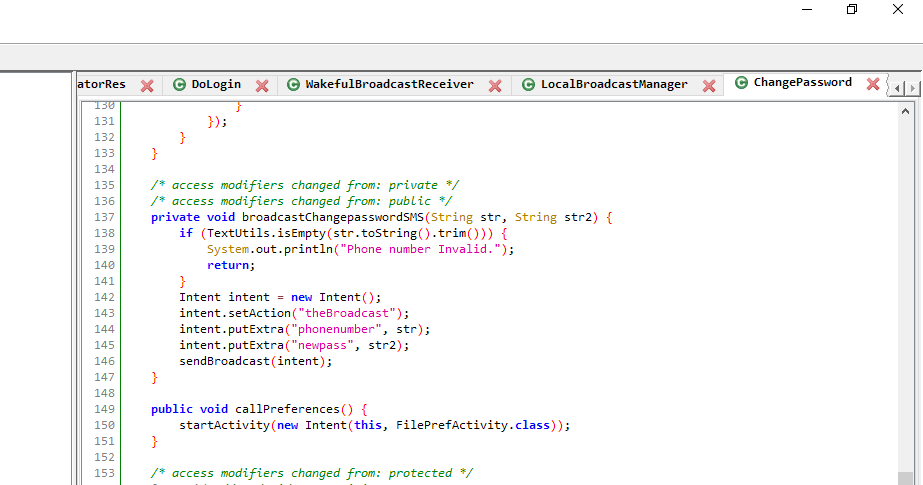 atorRes DoLogin WakefulBroadcastReceiver LocalBroadcastManager ChangePassword
130 }
131 });
132 }
133 }
134
135 /* access modifiers changed from: private */
136 /* access modifiers changed from: public */
137 private void broadcastChangepasswordSMS(String str, String str2) {
138 if (TextUtils.isEmpty(str.toString().trim())) {
139 System.out.println("Phone number Invalid.");
140 return;
141 }
142 Intent intent = new Intent();
143 intent.setAction("theBroadcast");
144 intent.putExtra("phonenumber", str);
145 intent.putExtra("newpass", str2);
146 sendBroadcast(intent);
147 }
148
149 public void callPreferences() {
150 startActivity(new Intent(this, FilePrefActivity.class));
151 }
152
153 /* access modifiers changed from: protected */